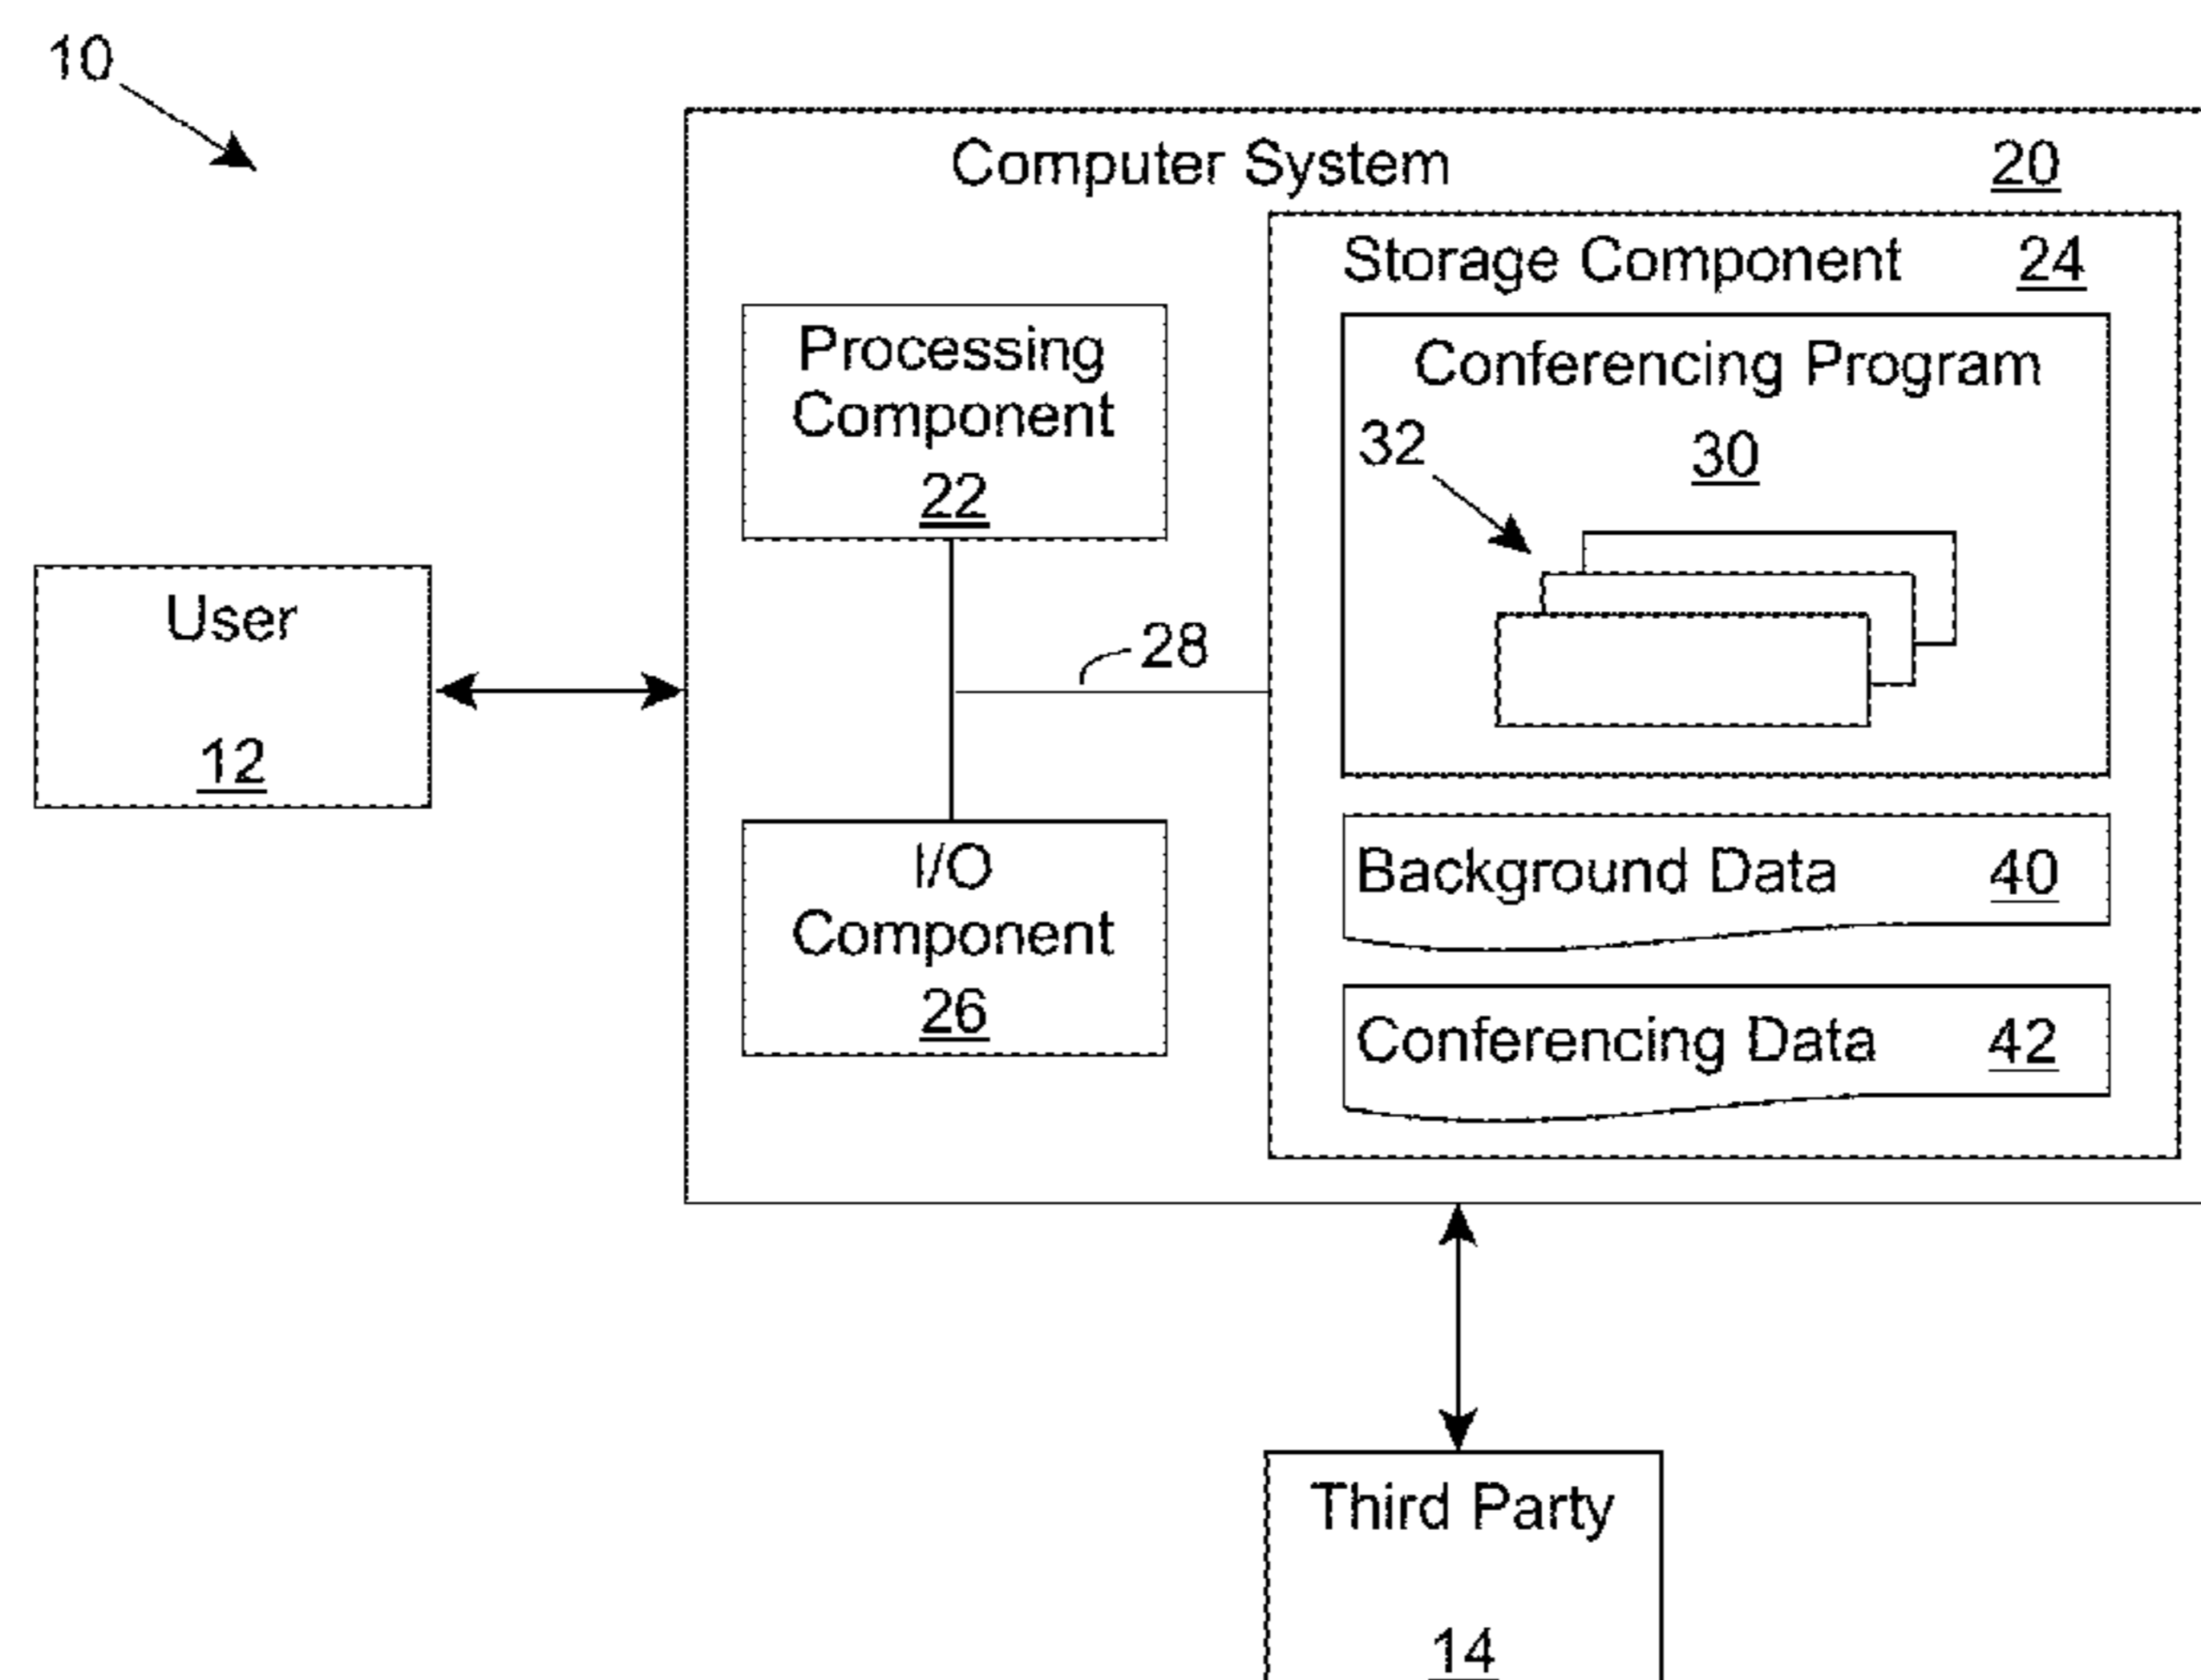 10
Computer System 20
Storage Component 24
Processing
Component
22
Conferencing Program
32
30
User
12
28
I/O
Component
26
Background Data 40
Conferencing Data 42
Third Party
14